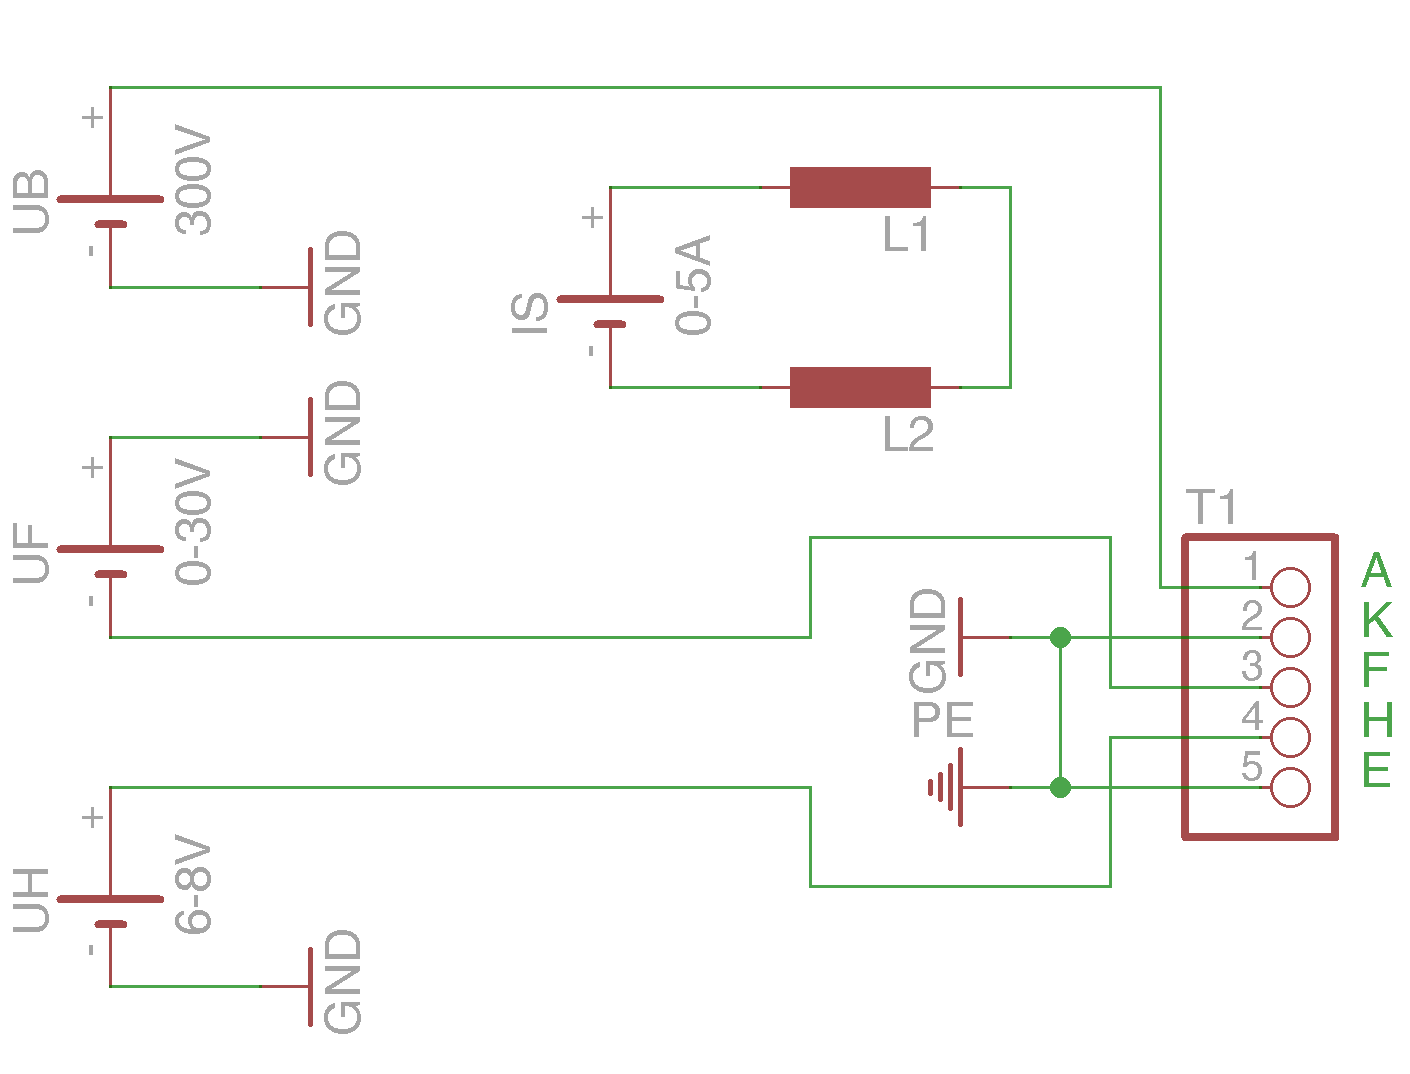 +
UB
300V
-
GND
+
IS
0-5A
-
L1
L2
GND
+
UF
0-30V
-
T1
1 A
2 K
3 F
4 H
5 E
GND
PE
+
UH
6-8V
-
GND